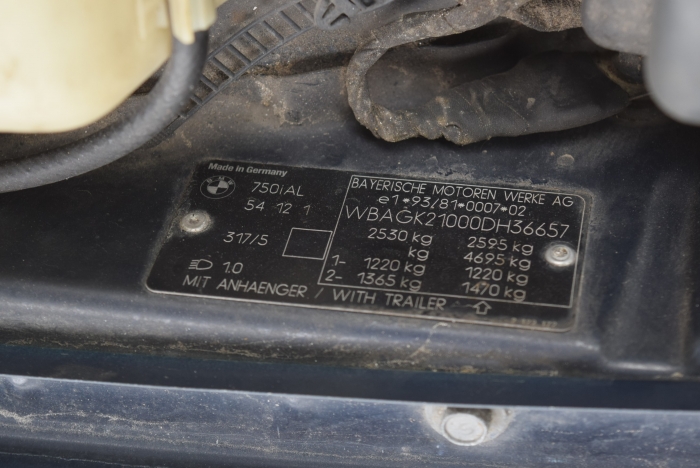 Made in Germany
BMW
750iAL
54 12 1
317/5
1.0
BAYERISCHE MOTOREN WERKE AG
e1*93/81*0007*02
WBAGK21000DH36657
2530 kg 2595 kg
kg 4695 kg
1- 1220 kg 1220 kg
2- 1365 kg 1470 kg
MIT ANHAENGER / WITH TRAILER